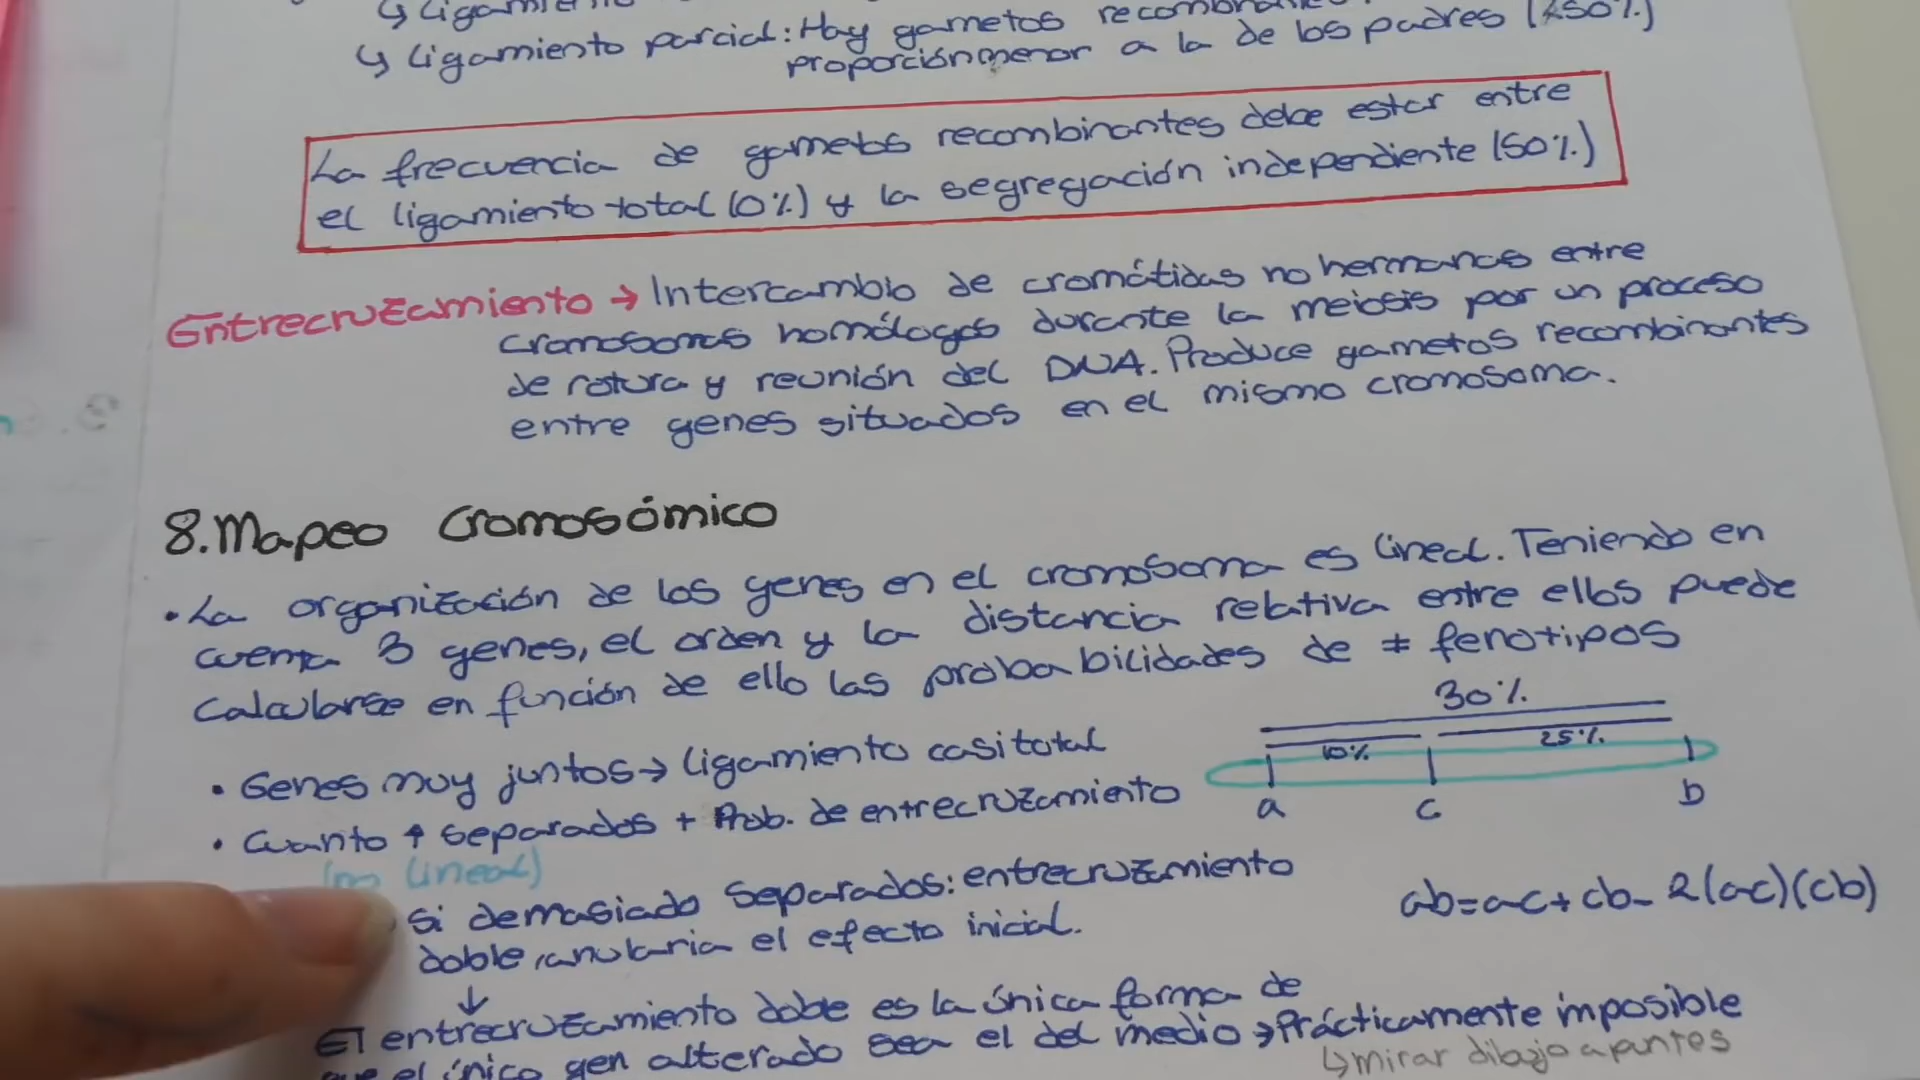 ↳ Ligamiento
↳ Ligamiento parcial: Hay gametos
proporción menor a la de los padres (<50%)
La frecuencia de gametos recombinantes debe estar entre
el ligamiento total (0%) y la segregación independiente (50%)
Entrecruzamiento → Intercambio de cromátidas no hermanas entre
cromosomas homólogos durante la meiosis por un proceso
de rotura y reunión del DNA. Produce gametos recombinantes
entre genes situados en el mismo cromosoma.
8. Mapeo cromosómico
• La organización de los genes en el cromosoma es lineal. Teniendo en
cuenta 3 genes, el orden y la distancia relativa entre ellos puede
calcularse en función de ello las probabilidades de ≠ fenotipos
30%
10% 25%
a c b
• Genes muy juntos → ligamiento casi total
• Cuanto ↑ separados + Prob. de entrecruzamiento
(no lineal)
Si demasiado separados: entrecruzamiento
doble, anularia el efecto inicial.
ab = ac + cb - 2(ac)(cb)
↓
El entrecruzamiento doble es la única forma de
que el único gen alterado sea el del medio → Prácticamente imposible
↳ mirar dibujo apuntes